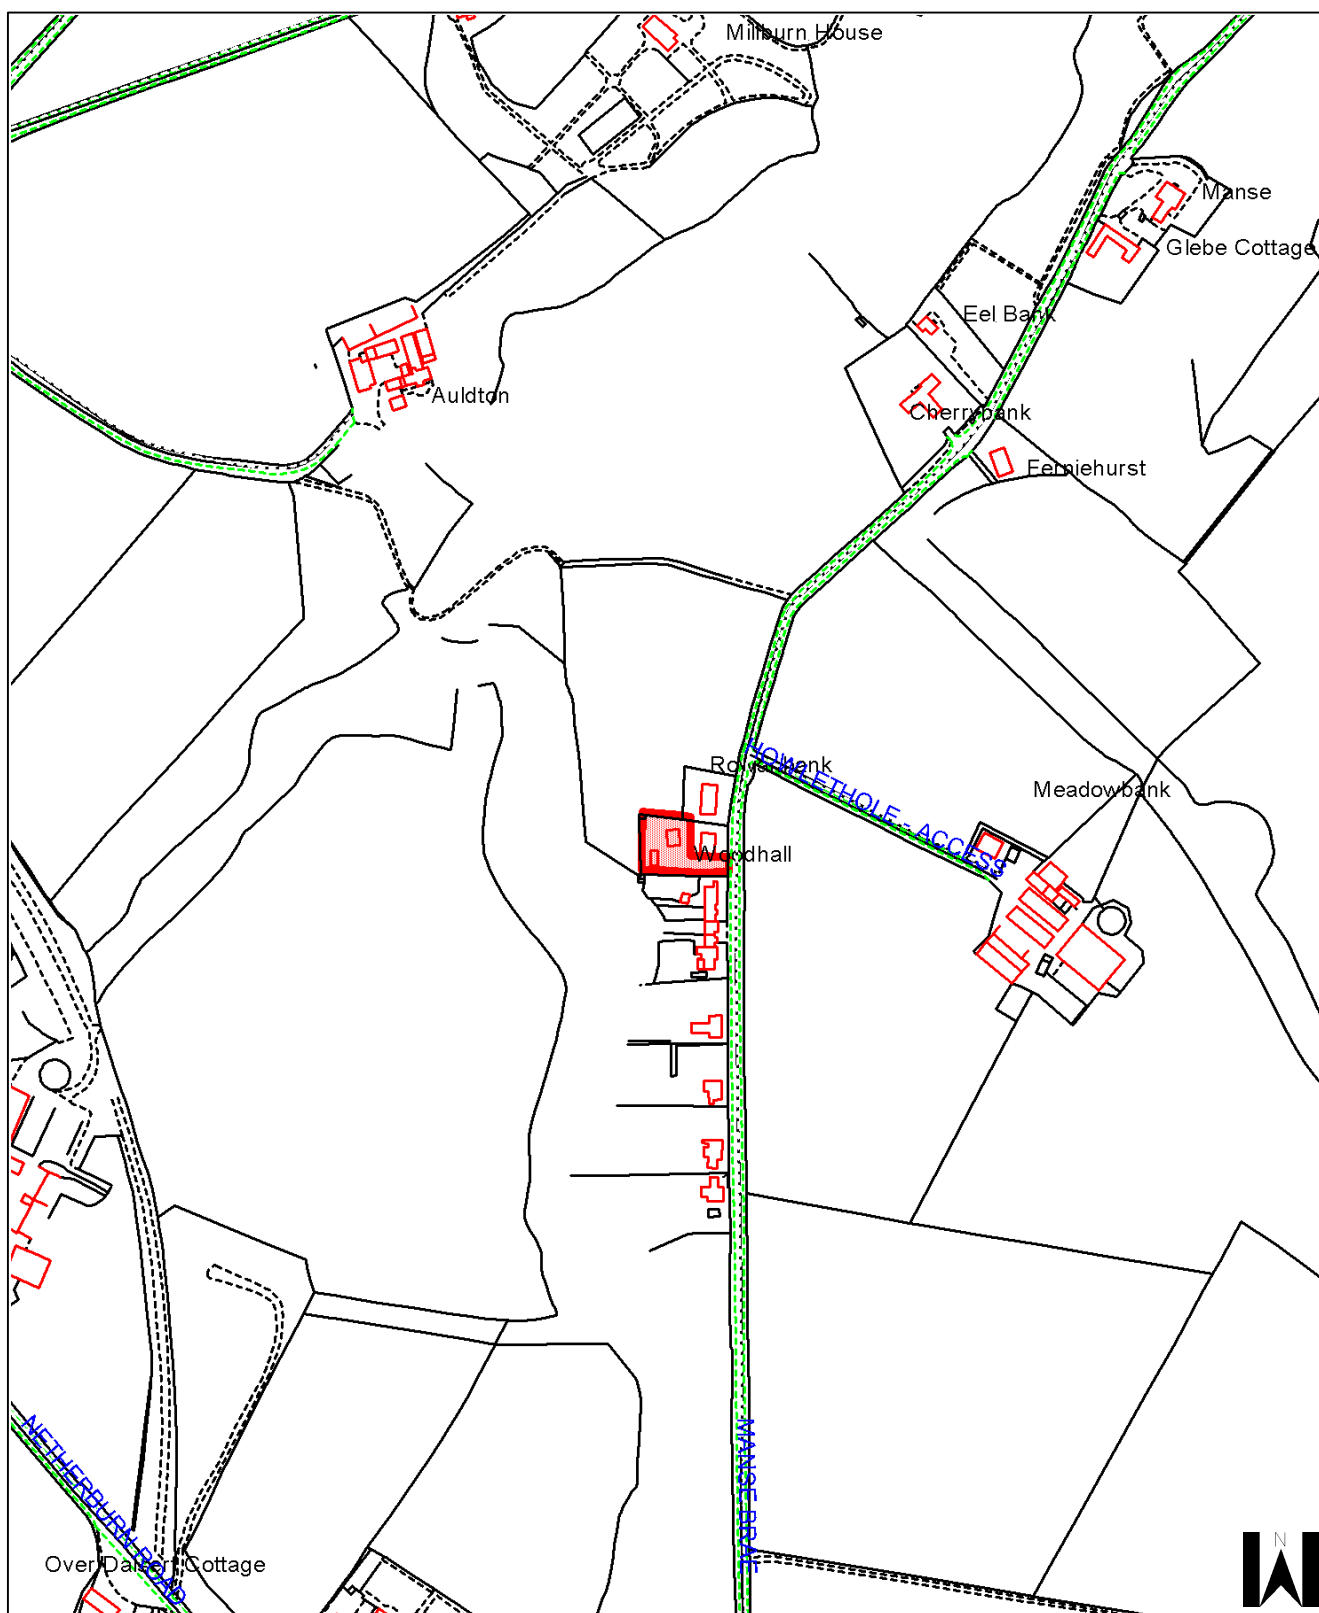 Millburn House
Manse
Glebe Cottage
Eel Bank
Auldton
Cherrybank
Ferniehurst
Rowanbank
HOWLETHOLE - ACCESS
Meadowbank
Woodhall
MANSE BRAE
NETHERBURN ROAD
Over Dalserf Cottage
N